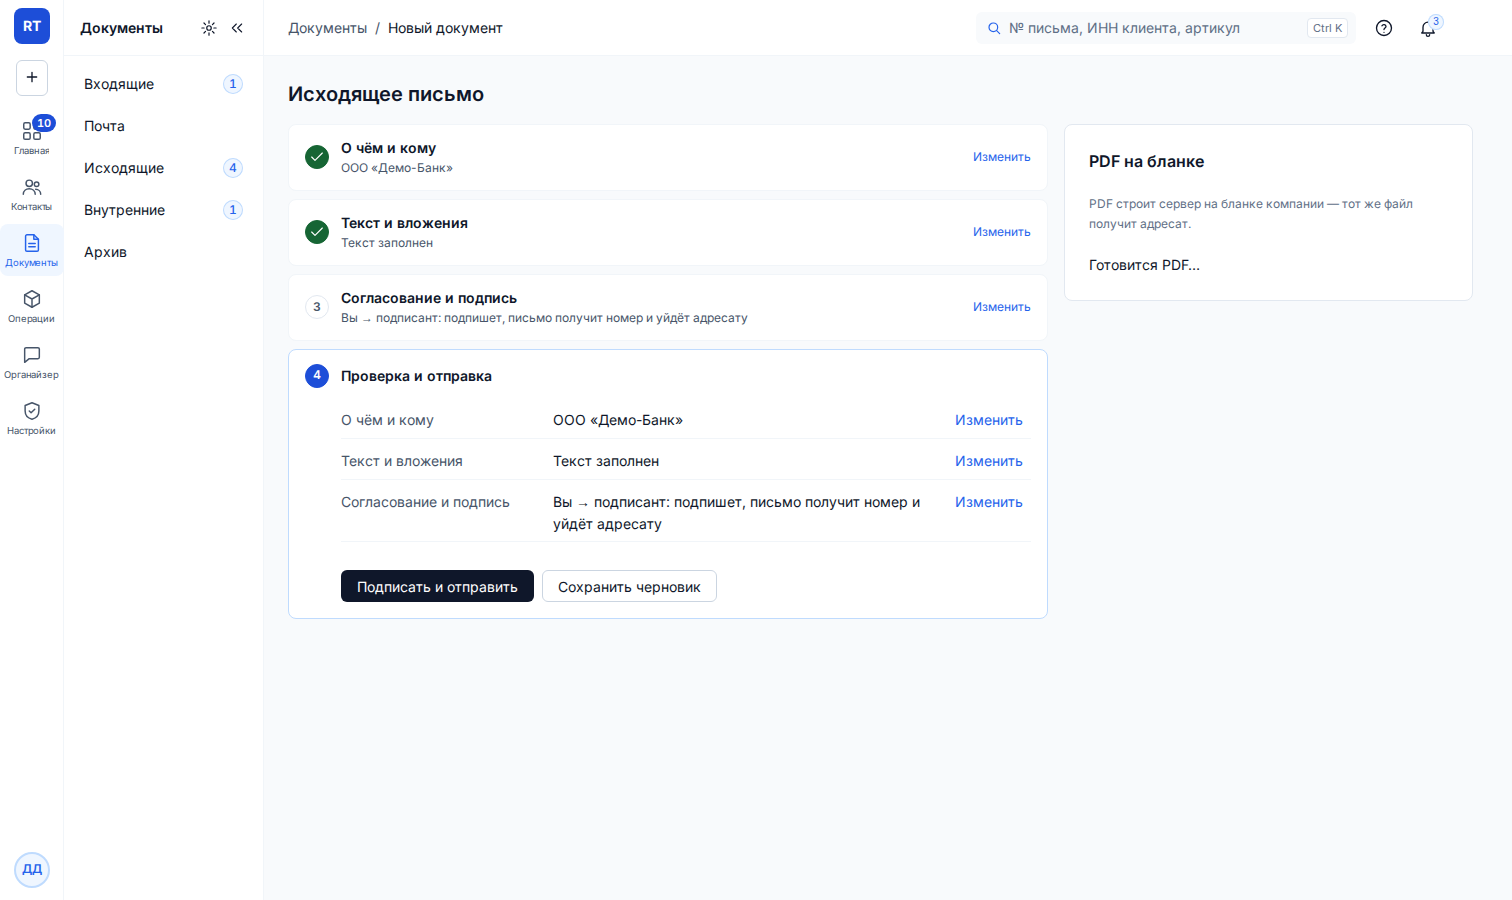 RT
Документы
Документы / Новый документ
№ письма, ИНН клиента, артикул
Ctrl K
3
10
Главная
Контакты
Документы
Операции
Органайзер
Настройки
ДД
Входящие 1
Почта
Исходящие 4
Внутренние 1
Архив
Исходящее письмо
О чём и кому
ООО «Демо-Банк»
Изменить
Текст и вложения
Текст заполнен
Изменить
3
Согласование и подпись
Вы → подписант: подпишет, письмо получит номер и уйдёт адресату
Изменить
4
Проверка и отправка
О чём и кому ООО «Демо-Банк» Изменить
Текст и вложения Текст заполнен Изменить
Согласование и подпись Вы → подписант: подпишет, письмо получит номер и Изменить
уйдёт адресату
Подписать и отправить Сохранить черновик
PDF на бланке
PDF строит сервер на бланке компании — тот же файл
получит адресат.
Готовится PDF...